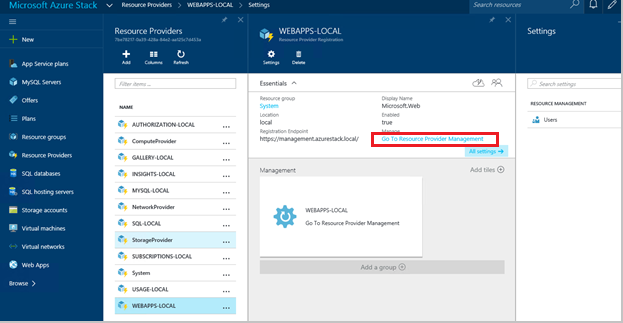 Microsoft Azure Stack
Resource Providers > WEBAPPS-LOCAL > Settings
Search resources
New
App Service plans
MySQL Servers
Offers
Plans
Resource groups
Resource Providers
SQL databases
SQL hosting servers
Storage accounts
Virtual machines
Virtual networks
Web Apps
Browse >
Resource Providers
Add
Columns
Refresh
Filter items ...
NAME
AUTHORIZATION-LOCAL ...
ComputeProvider ...
GALLERY-LOCAL ...
INSIGHTS-LOCAL ...
MYSQL-LOCAL ...
NetworkProvider ...
SQL-LOCAL ...
StorageProvider ...
SUBSCRIPTIONS-LOCAL ...
System ...
USAGE-LOCAL ...
WEBAPPS-LOCAL ...
WEBAPPS-LOCAL
Resource Provider Registration
Settings
Delete
Essentials
Resource group
System
Location
local
Registration Endpoint
https://management.azurestack.local/
Display Name
Microsoft.Web
Enabled
true
Manage
Go To Resource Provider Management
All settings →
Management
Add tiles
WEBAPPS-LOCAL
Go To Resource Provider Management
Add a group
Settings
Search settings
RESOURCE MANAGEMENT
Users